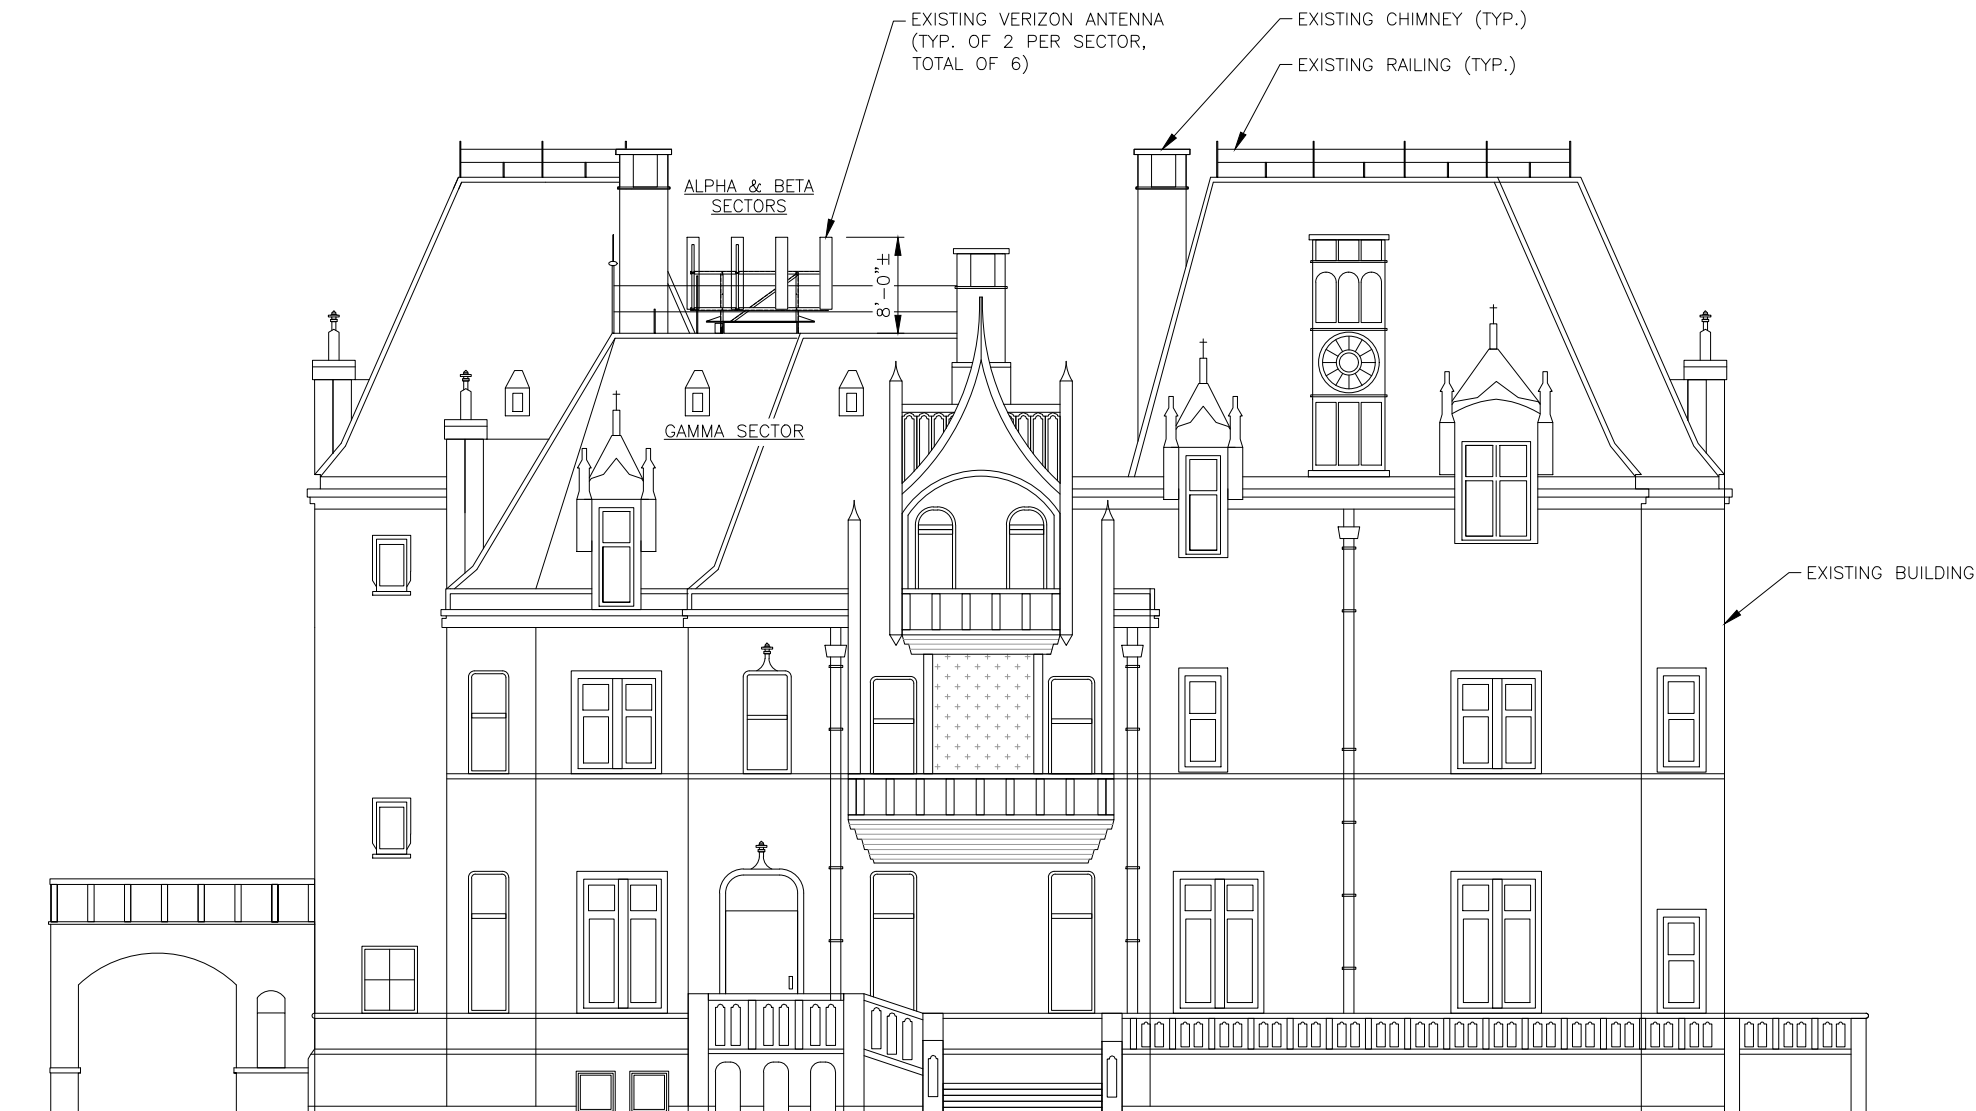 EXISTING VERIZON ANTENNA
(TYP. OF 2 PER SECTOR,
TOTAL OF 6)
EXISTING CHIMNEY (TYP.)
EXISTING RAILING (TYP.)
ALPHA & BETA
SECTORS
8'-0"±
GAMMA SECTOR
EXISTING BUILDING